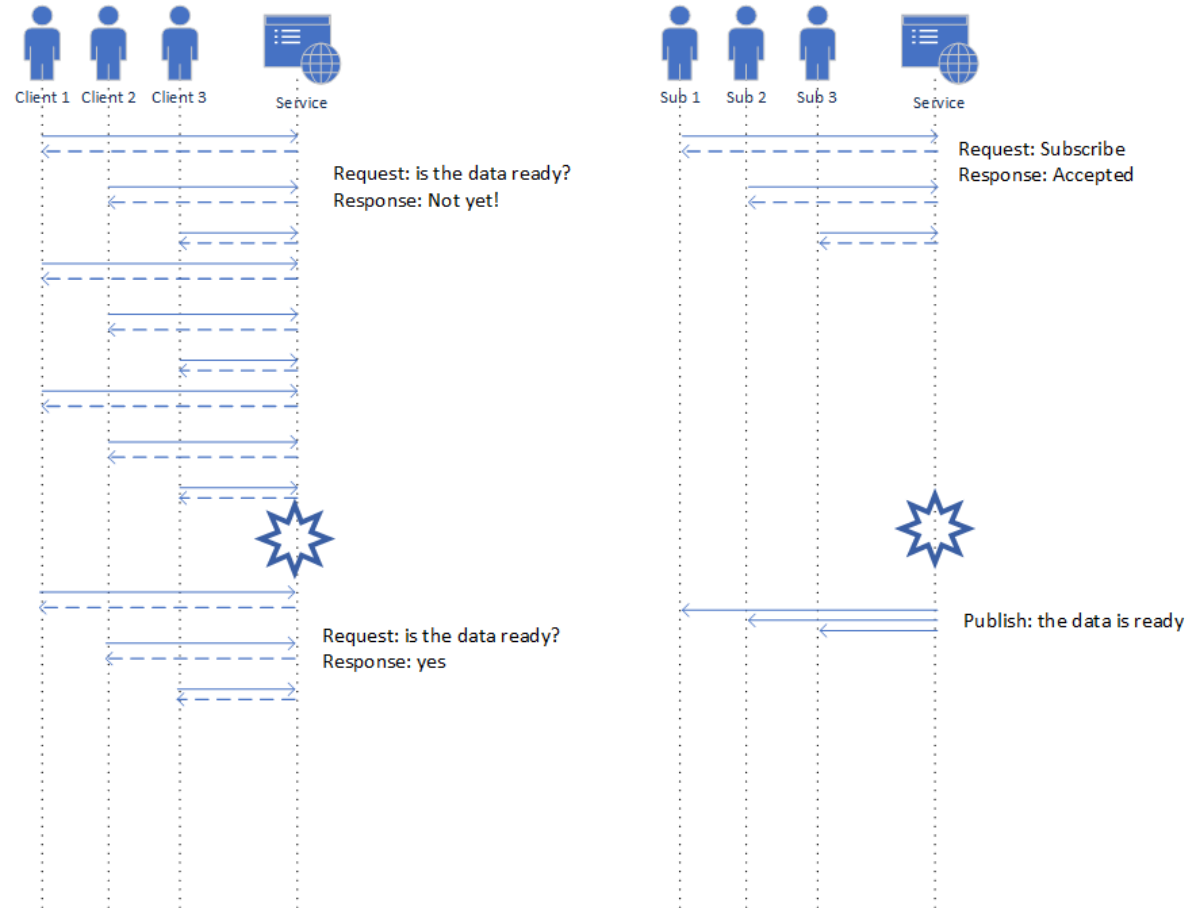 Client 1 Client 2 Client 3 Service
Request: is the data ready?
Response: Not yet!
Request: is the data ready?
Response: yes
Sub 1 Sub 2 Sub 3 Service
Request: Subscribe
Response: Accepted
Publish: the data is ready